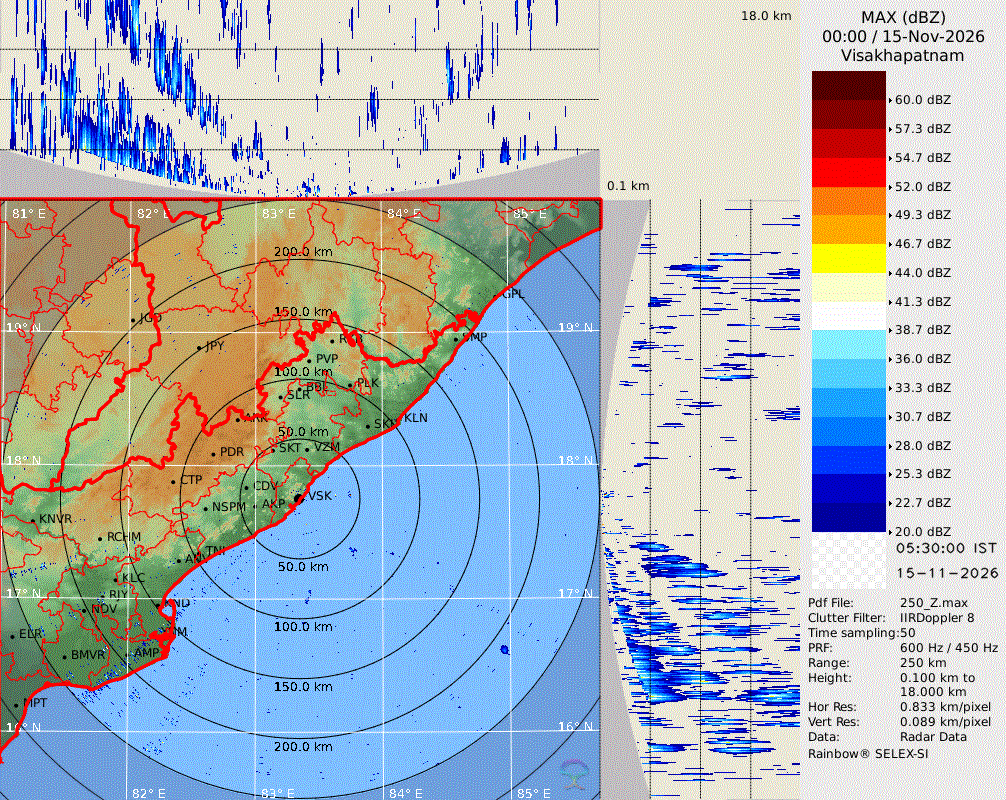 18.0 km
0.1 km
MAX (dBZ)
00:00 / 15-Nov-2026
Visakhapatnam
60.0 dBZ
57.3 dBZ
54.7 dBZ
52.0 dBZ
49.3 dBZ
46.7 dBZ
44.0 dBZ
41.3 dBZ
38.7 dBZ
36.0 dBZ
33.3 dBZ
30.7 dBZ
28.0 dBZ
25.3 dBZ
22.7 dBZ
20.0 dBZ
05:30:00 IST
15-11-2026
Pdf File: 250_Z.max
Clutter Filter: IIRDoppler 8
Time sampling:50
PRF: 600 Hz / 450 Hz
Range: 250 km
Height: 0.100 km to
18.000 km
Hor Res: 0.833 km/pixel
Vert Res: 0.089 km/pixel
Data: Radar Data
Rainbow® SELEX-SI
81° E 82° E 83° E 84° E 85° E
200.0 km
GPL
150.0 km
JGD
19° N 19° N
SMP
JPY
PVP
100.0 km
PLK
BBL
SLR
KLN
50.0 km
SKT VZM
PDR
18° N 18° N
CTP
CDV
VSK
NSPM AKP
KNVR
RCHM
TNI
50.0 km
KLC
RJY
17° N 17° N
NDV
100.0 km
ELR
AMP
BMVR
150.0 km
MPT
16° N 16° N
200.0 km
82° E 83° E 84° E 85° E